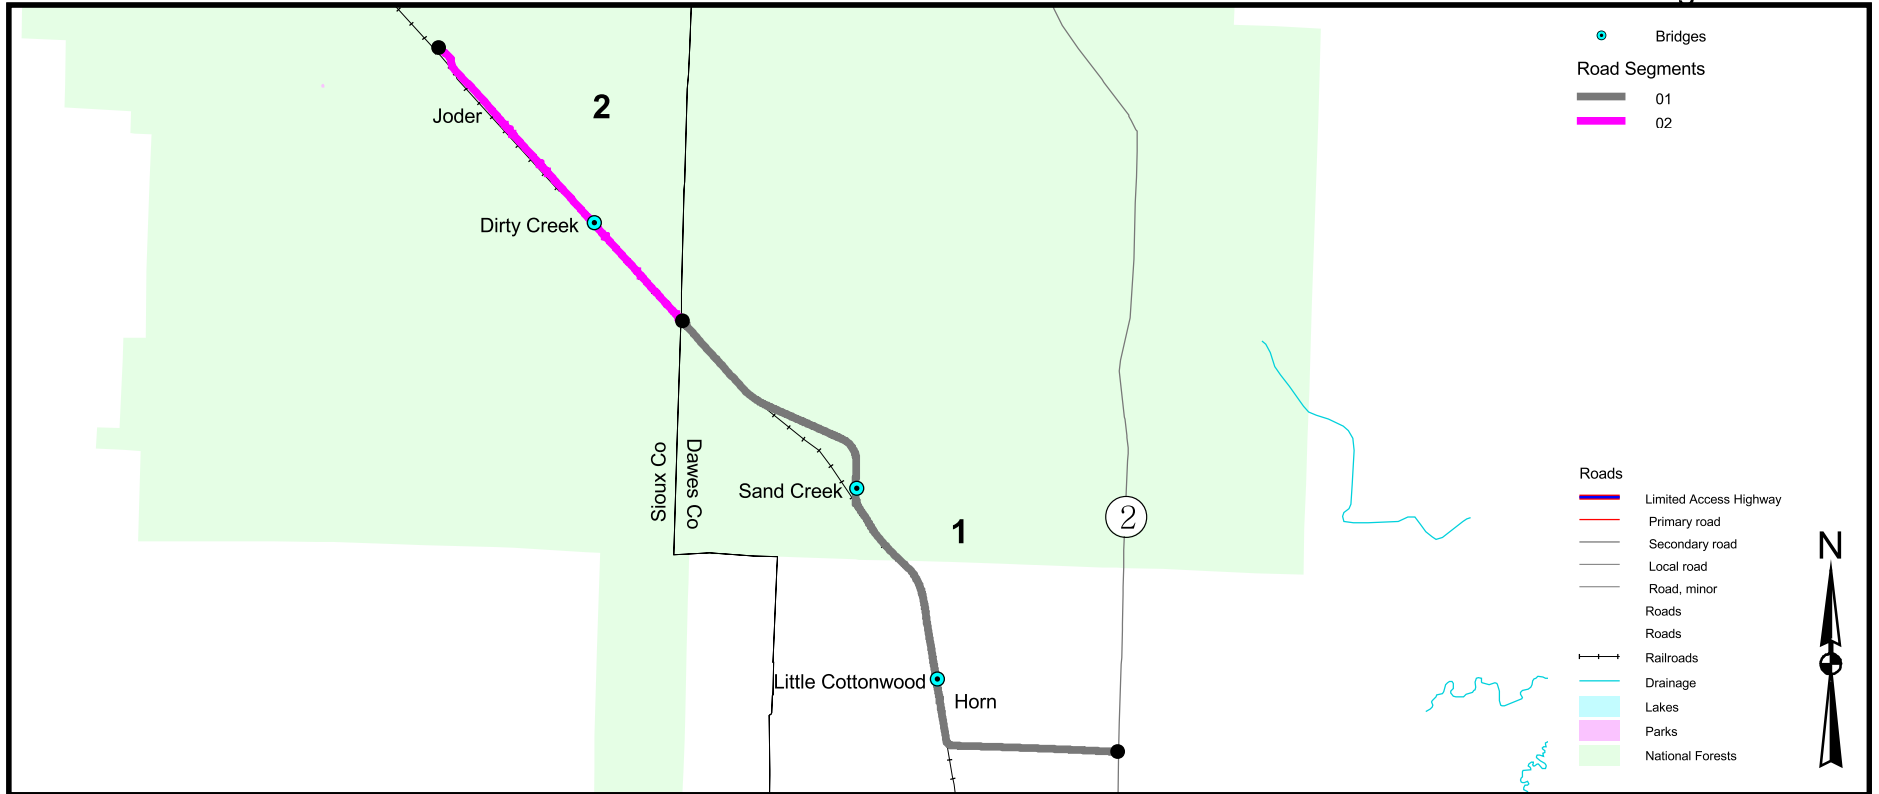 Bridges
Road Segments
01
02
2
Joder
Dirty Creek
Sioux Co
Dawes Co
Sand Creek
1
2
Little Cottonwood
Horn
Roads
Limited Access Highway
Primary road
Secondary road
Local road
Road, minor
Roads
Roads
Railroads
Drainage
Lakes
Parks
National Forests
N